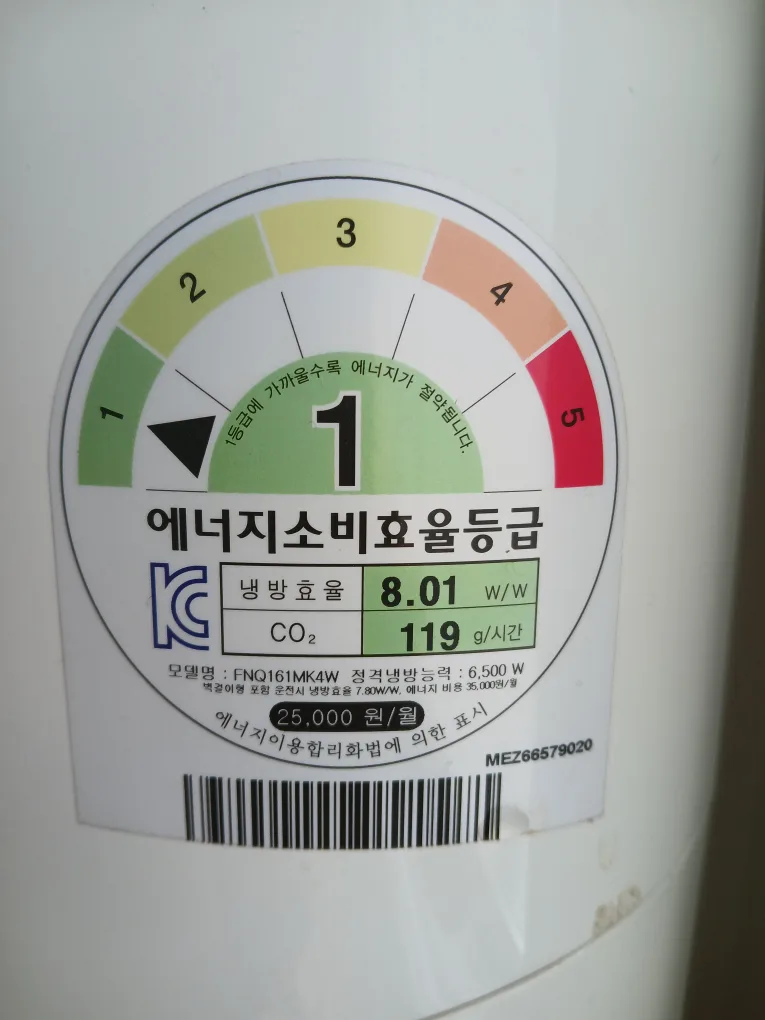 1
2
3
4
5
1등급에 가까울수록 에너지가 절약됩니다.
1
에너지소비효율등급
냉방효율 8.01 W/W
CO₂ 119 g/시간
모델명 : FNQ161MK4W 정격냉방능력 : 6,500 W
벽걸이형 포함 운전시 냉방효율 7.80W/W, 에너지 비용 35,000원/월
25,000 원/월
에너지이용합리화법에 의한 표시
MEZ66579020